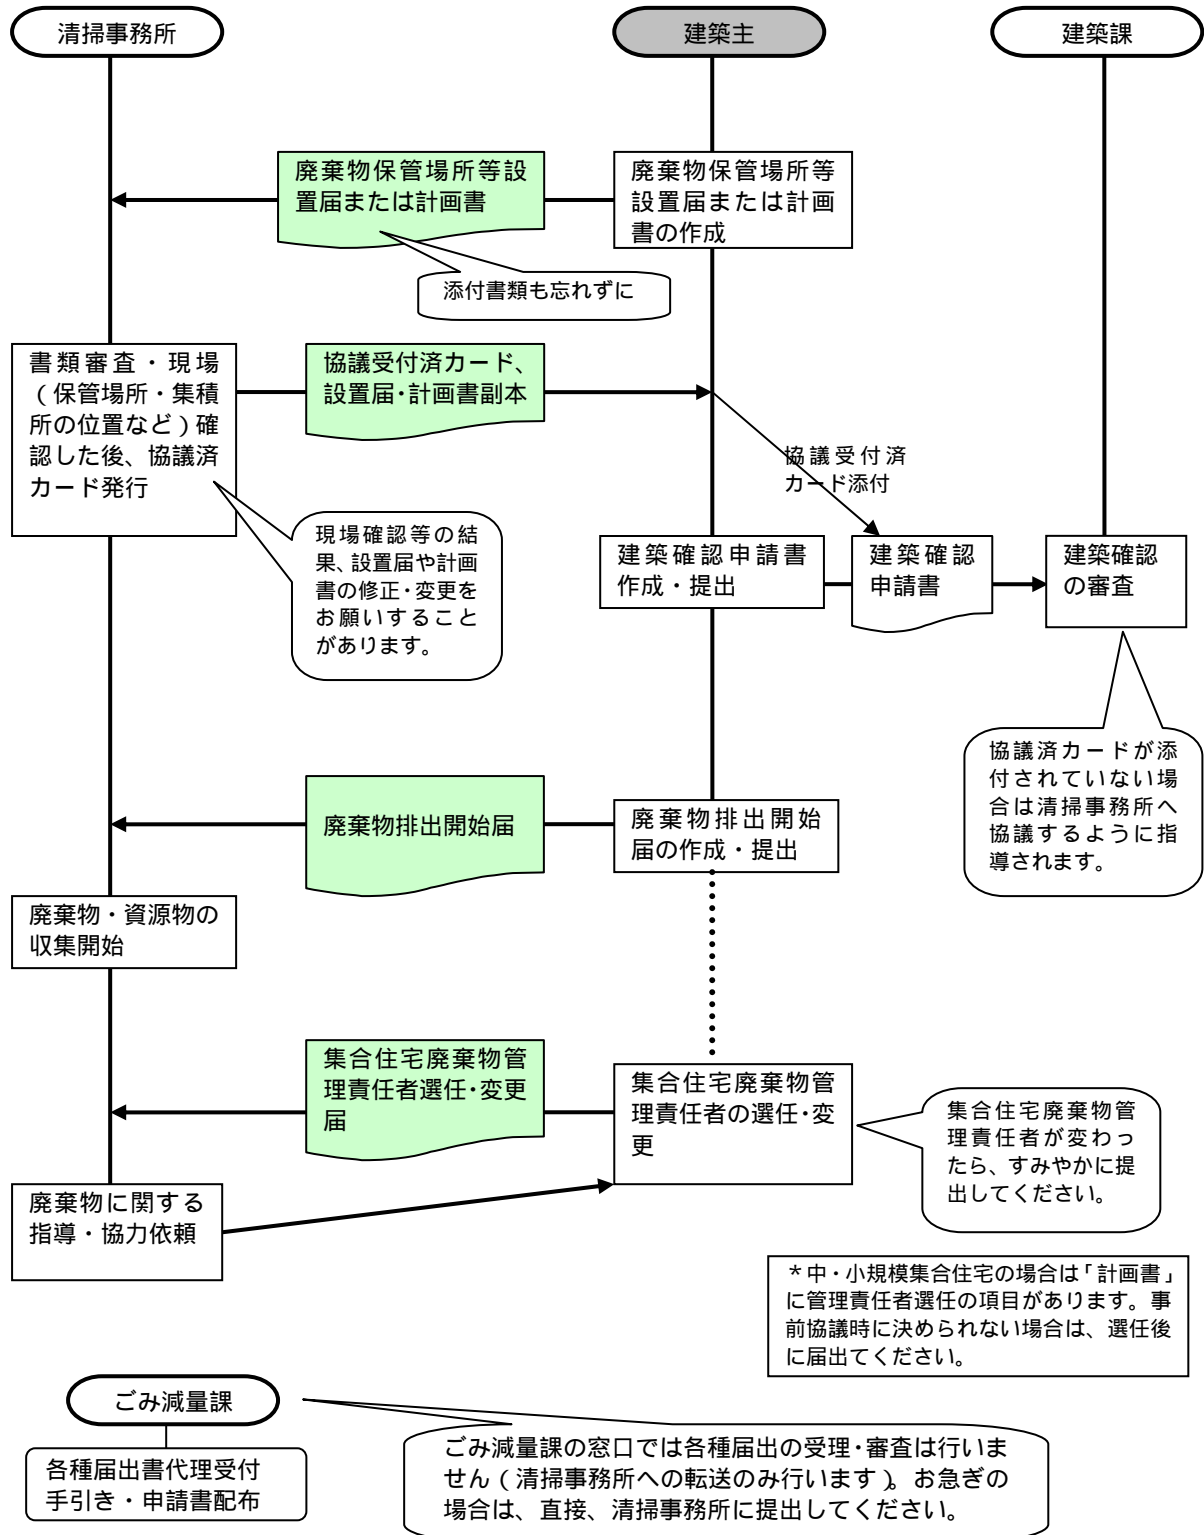 清掃事務所
建築主
建築課
廃棄物保管場所等設
置届または計画書
廃棄物保管場所等
設置届または計画
書の作成
添付書類も忘れずに
書類審査・現場
(保管場所・集積
所の位置など)確
認した後、協議済
カード発行
協議受付済カード、
設置届・計画書副本
協議受付済
カード添付
現場確認等の結
果、設置届や計画
書の修正・変更を
お願いすること
があります。
建築確認申請書
作成・提出
建築確認
申請書
建築確認
の審査
協議済カードが添
付されていない場
合は清掃事務所へ
協議するように指
導されます。
廃棄物排出開始届
廃棄物排出開始
届の作成・提出
廃棄物・資源物の
収集開始
集合住宅廃棄物管
理責任者選任・変更
届
集合住宅廃棄物管
理責任者の選任・変
更
集合住宅廃棄物管
理責任者が変わっ
たら、すみやかに提
出してください。
廃棄物に関する
指導・協力依頼
*中・小規模集合住宅の場合は「計画書」
に管理責任者選任の項目があります。事
前協議時に決められない場合は、選任後
に届出てください。
ごみ減量課
各種届出書代理受付
手引き・申請書配布
ごみ減量課の窓口では各種届出の受理・審査は行いま
せん(清掃事務所への転送のみ行います)。お急ぎの
場合は、直接、清掃事務所に提出してください。